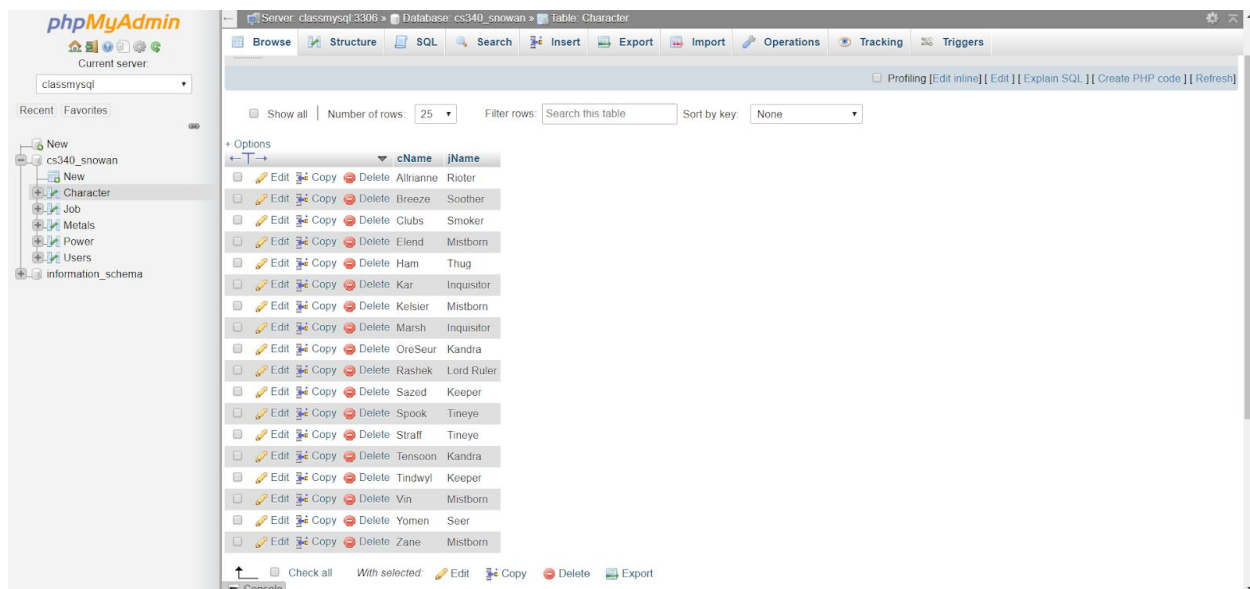 phpMyAdmin
Current server:
classmysql
Recent Favorites
New
cs340_snowan
New
Character
Job
Metals
Power
Users
information_schema
Server: classmysql:3306 » Database: cs340_snowan » Table: Character
Browse Structure SQL Search Insert Export Import Operations Tracking Triggers
Profiling [Edit inline] [ Edit ] [ Explain SQL ] [ Create PHP code ] [ Refresh]
Show all | Number of rows: 25 Filter rows: Search this table Sort by key: None
+ Options
←T→ cName jName
Edit Copy Delete Allrianne Rioter
Edit Copy Delete Breeze Soother
Edit Copy Delete Clubs Smoker
Edit Copy Delete Elend Mistborn
Edit Copy Delete Ham Thug
Edit Copy Delete Kar Inquisitor
Edit Copy Delete Kelsier Mistborn
Edit Copy Delete Marsh Inquisitor
Edit Copy Delete OreSeur Kandra
Edit Copy Delete Rashek Lord Ruler
Edit Copy Delete Sazed Keeper
Edit Copy Delete Spook Tineye
Edit Copy Delete Straff Tineye
Edit Copy Delete Tensoon Kandra
Edit Copy Delete Tindwyl Keeper
Edit Copy Delete Vin Mistborn
Edit Copy Delete Yomen Seer
Edit Copy Delete Zane Mistborn
Check all With selected: Edit Copy Delete Export
Console